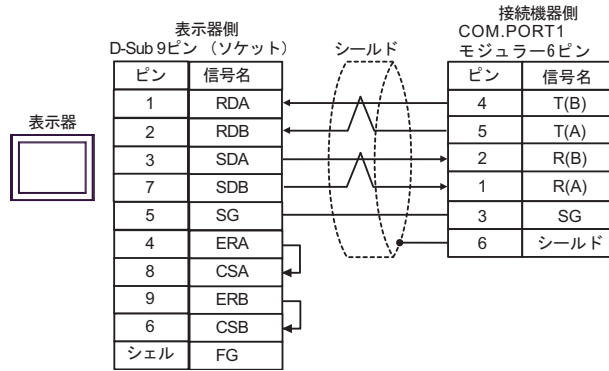 表示器側
D-Sub 9ピン (ソケット)
シールド
接続機器側
COM.PORT1
モジュラー6ピン
表示器
ピン 信号名
1 RDA
2 RDB
3 SDA
7 SDB
5 SG
4 ERA
8 CSA
9 ERB
6 CSB
シェル FG
ピン 信号名
4 T(B)
5 T(A)
2 R(B)
1 R(A)
3 SG
6 シールド